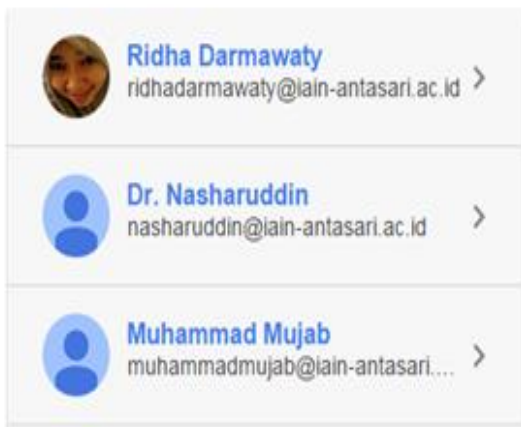 Ridha Darmawaty
ridhadarmawaty@iain-antasari.ac.id
Dr. Nasharuddin
nasharuddin@iain-antasari.ac.id
Muhammad Mujab
muhammadmujab@iain-antasari....